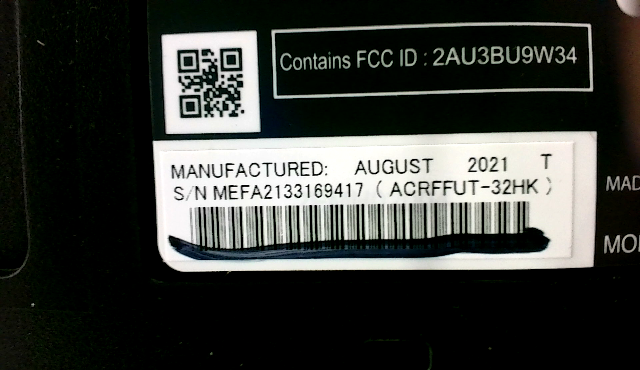 Contains FCC ID : 2AU3BU9W34
MANUFACTURED: AUGUST 2021 T
S/N MEFA2133169417 ( ACRFFUT-32HK )